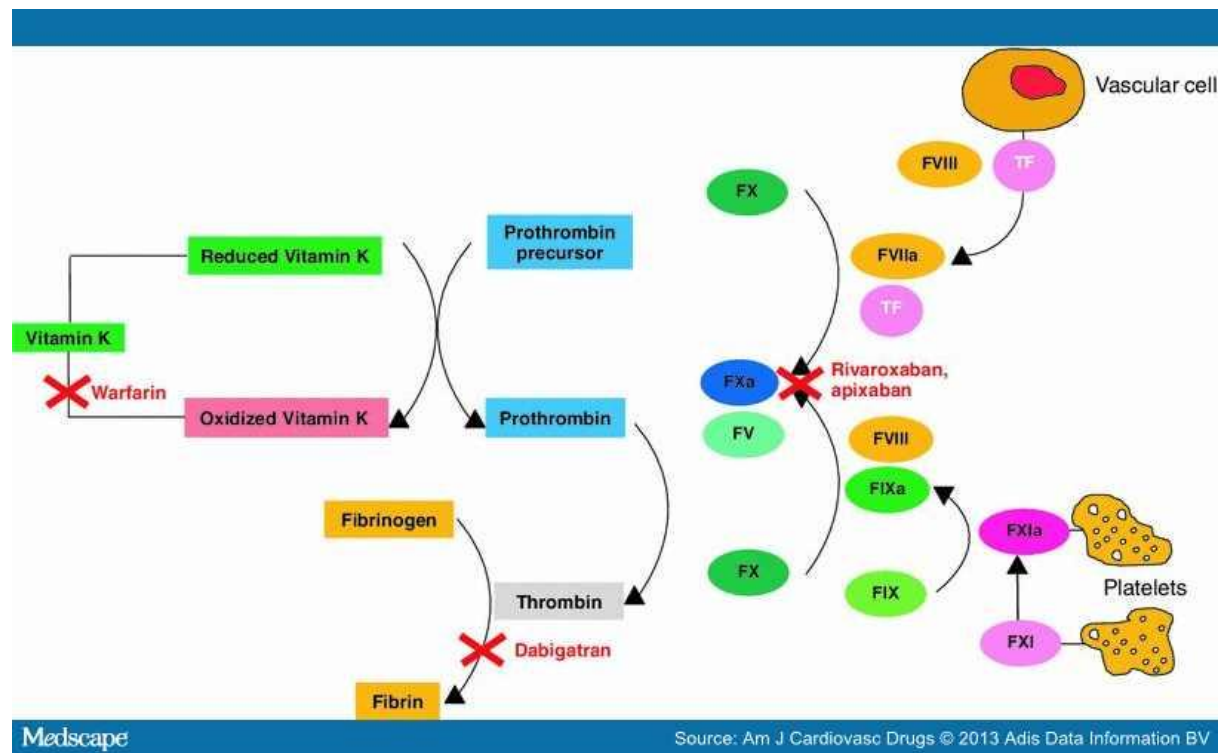 Vascular cell
FVIII
TF
FX
Prothrombin
precursor
Reduced Vitamin K
FVIIa
TF
Vitamin K
Warfarin
FXa
Rivaroxaban,
apixaban
Oxidized Vitamin K
Prothrombin
FV
FVIII
FIXa
Fibrinogen
FXIa
FX
FIX
Platelets
Thrombin
FXI
Dabigatran
Fibrin
Medscape
Source: Am J Cardiovasc Drugs © 2013 Adis Data Information BV